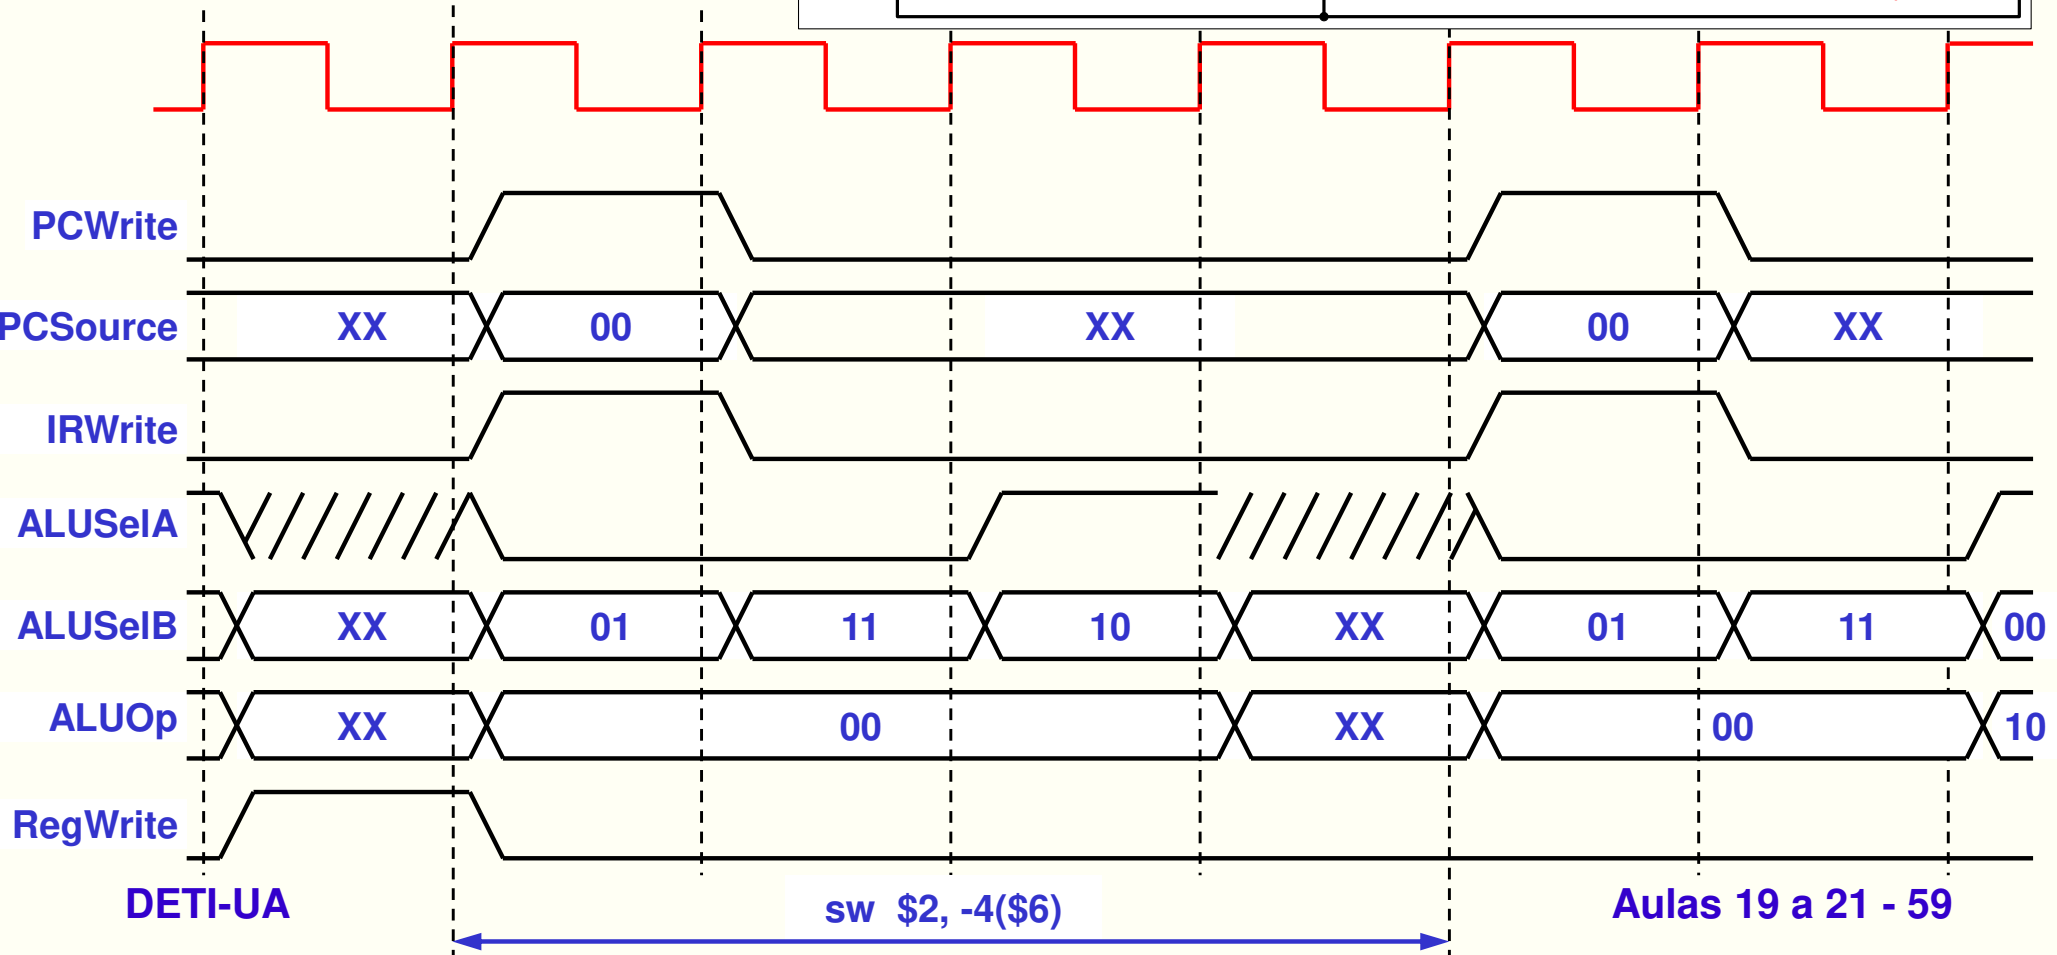 PCWrite
PCSource XX 00 XX 00 XX
IRWrite
ALUSelA
ALUSelB XX 01 11 10 XX 01 11 00
ALUOp XX 00 XX 00 10
RegWrite
DETI-UA sw $2, -4($6) Aulas 19 a 21 - 59